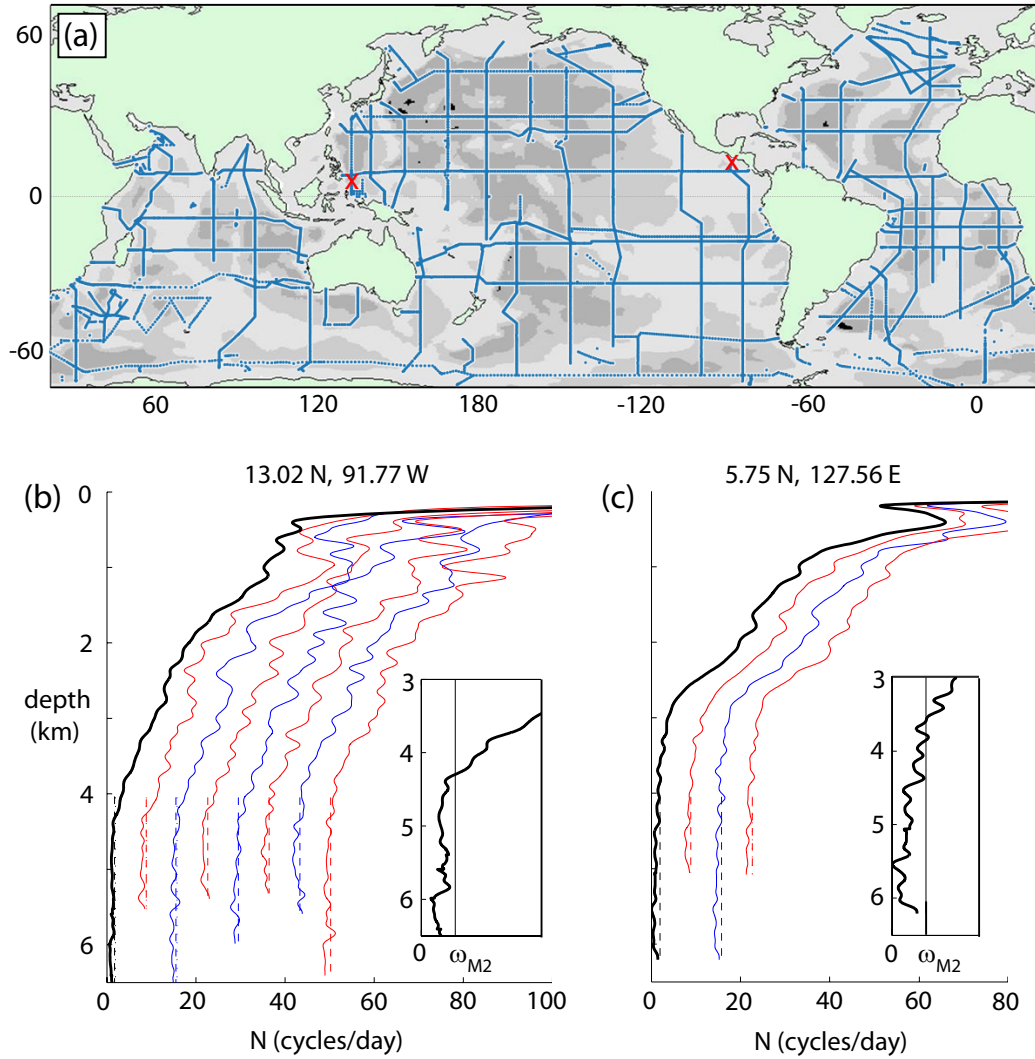 (a)
60
0
-60
60 120 180 -120 -60 0
X X
13.02 N, 91.77 W
(b)
0
2
depth
(km)
4
6
0 20 40 60 80 100
N (cycles/day)
3
4
5
6
0 ωM2
5.75 N, 127.56 E
(c)
0 20 40 60 80
N (cycles/day)
3
4
5
6
0 ωM2